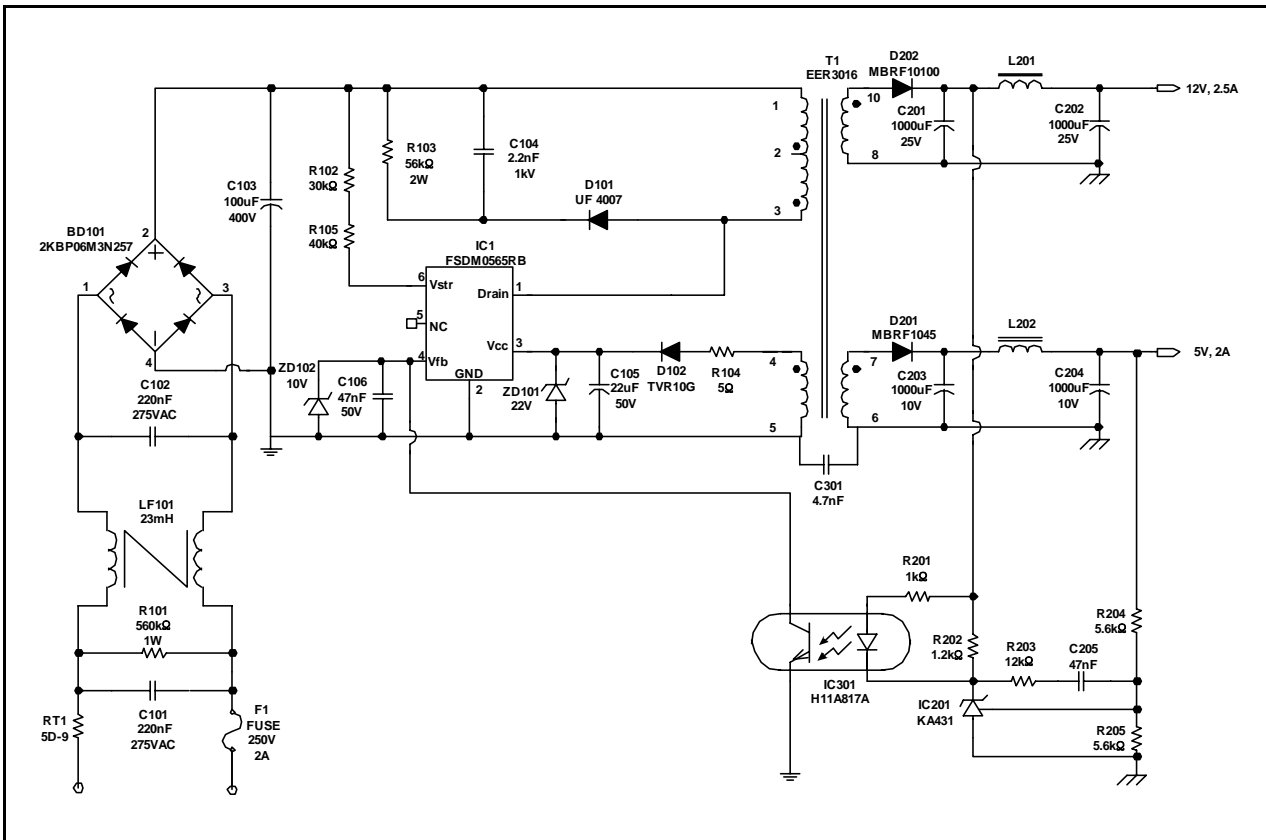 D202
MBRF10100
T1
EER3016
L201
10
12V, 2.5A
1
C201
1000uF
25V
C202
1000uF
25V
R103
56kΩ
2W
C104
2.2nF
1kV
2
8
R102
30kΩ
C103
100uF
400V
D101
UF 4007
3
R105
40kΩ
BD101
2KBP06M3N257
2
1
3
4
IC1
FSDM0565RB
6
Vstr
Drain
1
5
NC
Vcc
3
4
Vfb
GND
2
D201
MBRF1045
L202
7
5V, 2A
4
ZD102
10V
C106
47nF
50V
ZD101
22V
C105
22uF
50V
D102
TVR10G
R104
5Ω
C203
1000uF
10V
C204
1000uF
10V
C102
220nF
275VAC
5
6
C301
4.7nF
LF101
23mH
R201
1kΩ
R101
560kΩ
1W
R204
5.6kΩ
R202
1.2kΩ
R203
12kΩ
C205
47nF
IC301
H11A817A
IC201
KA431
RT1
5D-9
C101
220nF
275VAC
F1
FUSE
250V
2A
R205
5.6kΩ